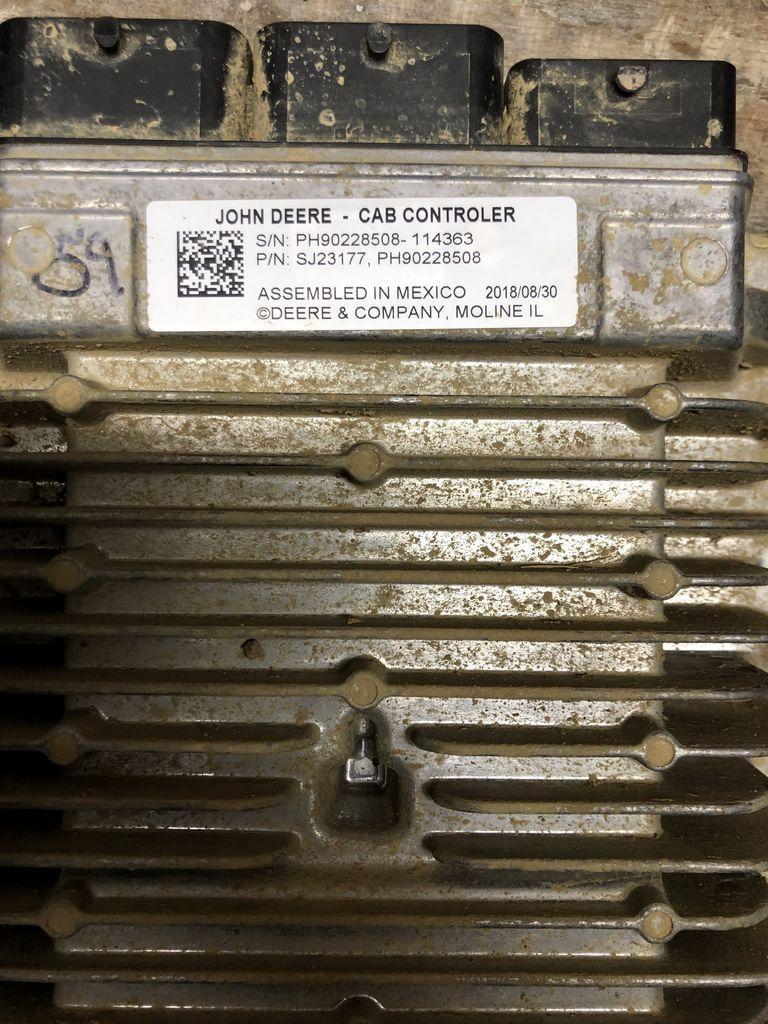 JOHN DEERE - CAB CONTROLER
S/N: PH90228508- 114363
P/N: SJ23177, PH90228508
ASSEMBLED IN MEXICO 2018/08/30
©DEERE & COMPANY, MOLINE IL
59